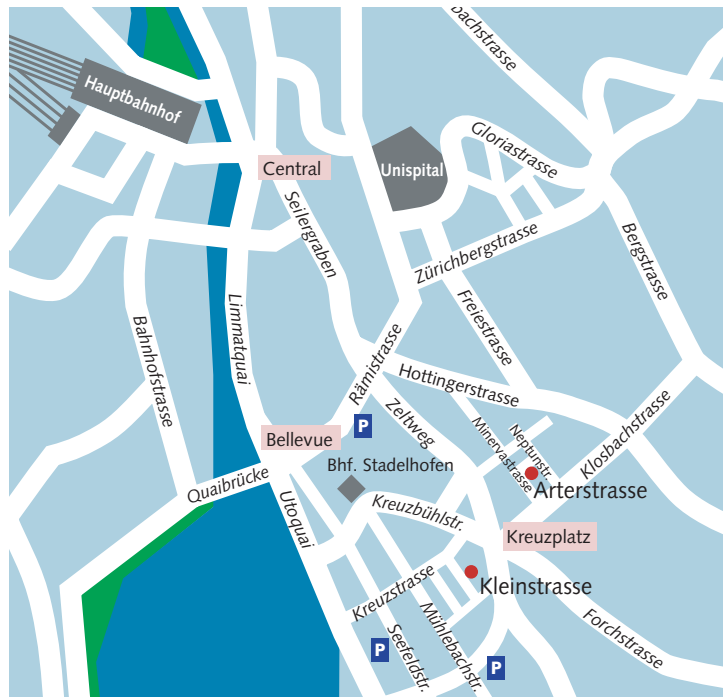 bachstrasse
Hauptbahnhof
Gloriastrasse
Unispital
Central
Seilergraben
Zürichbergstrasse
Bergstrasse
Limmatquai
Freiestrasse
Bahnhofstrasse
Rämistrasse
Hottingerstrasse
Zeltweg
Minervastrasse
Neptunstr.
Klosbachstrasse
P
Bellevue
Bhf. Stadelhofen
Quaibrücke
Utoquai
Kreuzbühlstr.
Arterstrasse
Kreuzplatz
Kreuzstrasse
Kleinstrasse
Mühlebachstr.
Seefeldstr.
Forchstrasse
P
P